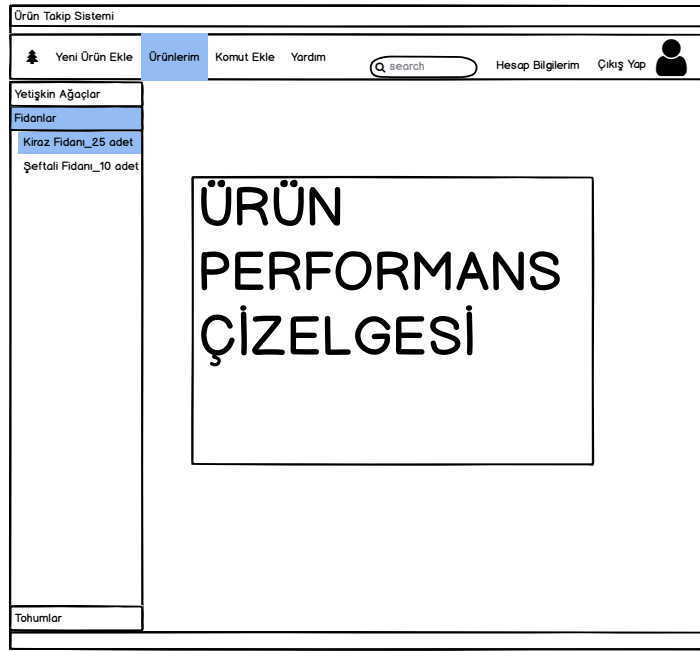 Ürün Takip Sistemi
Yeni Ürün Ekle Ürünlerim Komut Ekle Yardım search Hesap Bilgilerim Çıkış Yap
Yetişkin Ağaçlar
Fidanlar
Kiraz Fidanı_25 adet
Şeftali Fidanı_10 adet
ÜRÜN
PERFORMANS
ÇİZELGESİ
Tohumlar